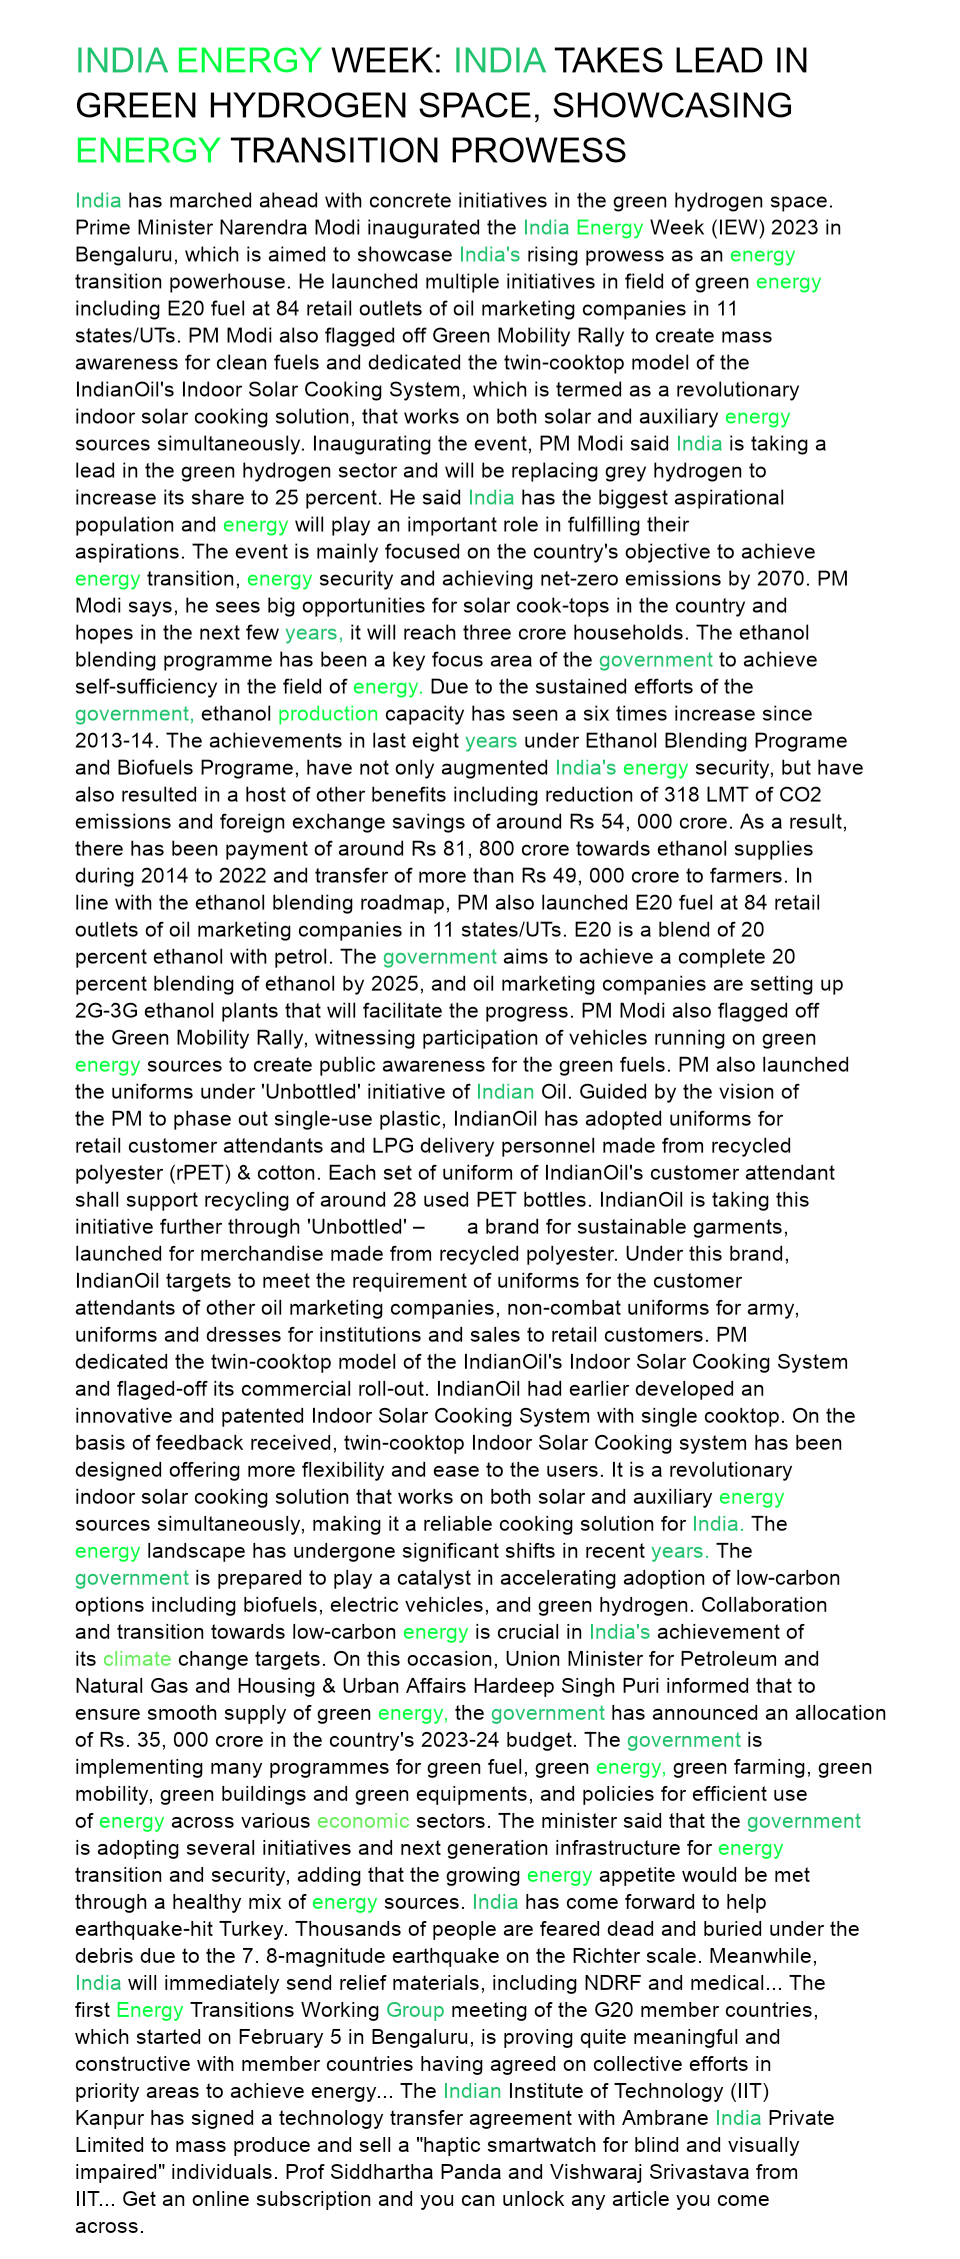 INDIA ENERGY WEEK: INDIA TAKES LEAD IN
GREEN HYDROGEN SPACE, SHOWCASING
ENERGY TRANSITION PROWESS
India has marched ahead with concrete initiatives in the green hydrogen space.
Prime Minister Narendra Modi inaugurated the India Energy Week (IEW) 2023 in
Bengaluru, which is aimed to showcase India's rising prowess as an energy
transition powerhouse. He launched multiple initiatives in field of green energy
including E20 fuel at 84 retail outlets of oil marketing companies in 11
states/UTs. PM Modi also flagged off Green Mobility Rally to create mass
awareness for clean fuels and dedicated the twin-cooktop model of the
IndianOil's Indoor Solar Cooking System, which is termed as a revolutionary
indoor solar cooking solution, that works on both solar and auxiliary energy
sources simultaneously. Inaugurating the event, PM Modi said India is taking a
lead in the green hydrogen sector and will be replacing grey hydrogen to
increase its share to 25 percent. He said India has the biggest aspirational
population and energy will play an important role in fulfilling their
aspirations. The event is mainly focused on the country's objective to achieve
energy transition, energy security and achieving net-zero emissions by 2070. PM
Modi says, he sees big opportunities for solar cook-tops in the country and
hopes in the next few years, it will reach three crore households. The ethanol
blending programme has been a key focus area of the government to achieve
self-sufficiency in the field of energy. Due to the sustained efforts of the
government, ethanol production capacity has seen a six times increase since
2013-14. The achievements in last eight years under Ethanol Blending Programe
and Biofuels Programe, have not only augmented India's energy security, but have
also resulted in a host of other benefits including reduction of 318 LMT of CO2
emissions and foreign exchange savings of around Rs 54, 000 crore. As a result,
there has been payment of around Rs 81, 800 crore towards ethanol supplies
during 2014 to 2022 and transfer of more than Rs 49, 000 crore to farmers. In
line with the ethanol blending roadmap, PM also launched E20 fuel at 84 retail
outlets of oil marketing companies in 11 states/UTs. E20 is a blend of 20
percent ethanol with petrol. The government aims to achieve a complete 20
percent blending of ethanol by 2025, and oil marketing companies are setting up
2G-3G ethanol plants that will facilitate the progress. PM Modi also flagged off
the Green Mobility Rally, witnessing participation of vehicles running on green
energy sources to create public awareness for the green fuels. PM also launched
the uniforms under 'Unbottled' initiative of Indian Oil. Guided by the vision of
the PM to phase out single-use plastic, IndianOil has adopted uniforms for
retail customer attendants and LPG delivery personnel made from recycled
polyester (rPET) & cotton. Each set of uniform of IndianOil's customer attendant
shall support recycling of around 28 used PET bottles. IndianOil is taking this
initiative further through 'Unbottled' – a brand for sustainable garments,
launched for merchandise made from recycled polyester. Under this brand,
IndianOil targets to meet the requirement of uniforms for the customer
attendants of other oil marketing companies, non-combat uniforms for army,
uniforms and dresses for institutions and sales to retail customers. PM
dedicated the twin-cooktop model of the IndianOil's Indoor Solar Cooking System
and flaged-off its commercial roll-out. IndianOil had earlier developed an
innovative and patented Indoor Solar Cooking System with single cooktop. On the
basis of feedback received, twin-cooktop Indoor Solar Cooking system has been
designed offering more flexibility and ease to the users. It is a revolutionary
indoor solar cooking solution that works on both solar and auxiliary energy
sources simultaneously, making it a reliable cooking solution for India. The
energy landscape has undergone significant shifts in recent years. The
government is prepared to play a catalyst in accelerating adoption of low-carbon
options including biofuels, electric vehicles, and green hydrogen. Collaboration
and transition towards low-carbon energy is crucial in India's achievement of
its climate change targets. On this occasion, Union Minister for Petroleum and
Natural Gas and Housing & Urban Affairs Hardeep Singh Puri informed that to
ensure smooth supply of green energy, the government has announced an allocation
of Rs. 35, 000 crore in the country's 2023-24 budget. The government is
implementing many programmes for green fuel, green energy, green farming, green
mobility, green buildings and green equipments, and policies for efficient use
of energy across various economic sectors. The minister said that the government
is adopting several initiatives and next generation infrastructure for energy
transition and security, adding that the growing energy appetite would be met
through a healthy mix of energy sources. India has come forward to help
earthquake-hit Turkey. Thousands of people are feared dead and buried under the
debris due to the 7. 8-magnitude earthquake on the Richter scale. Meanwhile,
India will immediately send relief materials, including NDRF and medical... The
first Energy Transitions Working Group meeting of the G20 member countries,
which started on February 5 in Bengaluru, is proving quite meaningful and
constructive with member countries having agreed on collective efforts in
priority areas to achieve energy... The Indian Institute of Technology (IIT)
Kanpur has signed a technology transfer agreement with Ambrane India Private
Limited to mass produce and sell a "haptic smartwatch for blind and visually
impaired" individuals. Prof Siddhartha Panda and Vishwaraj Srivastava from
IIT... Get an online subscription and you can unlock any article you come
across.